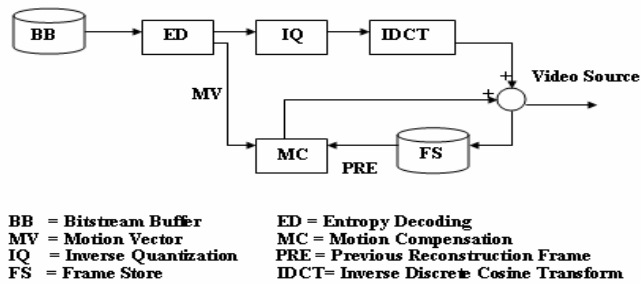 BB
ED
IQ
IDCT
+
+
Video Source
MV
MC
PRE
FS
BB = Bitstream Buffer
ED = Entropy Decoding
MV = Motion Vector
MC = Motion Compensation
IQ = Inverse Quantization
PRE = Previous Reconstruction Frame
FS = Frame Store
IDCT= Inverse Discrete Cosine Transform